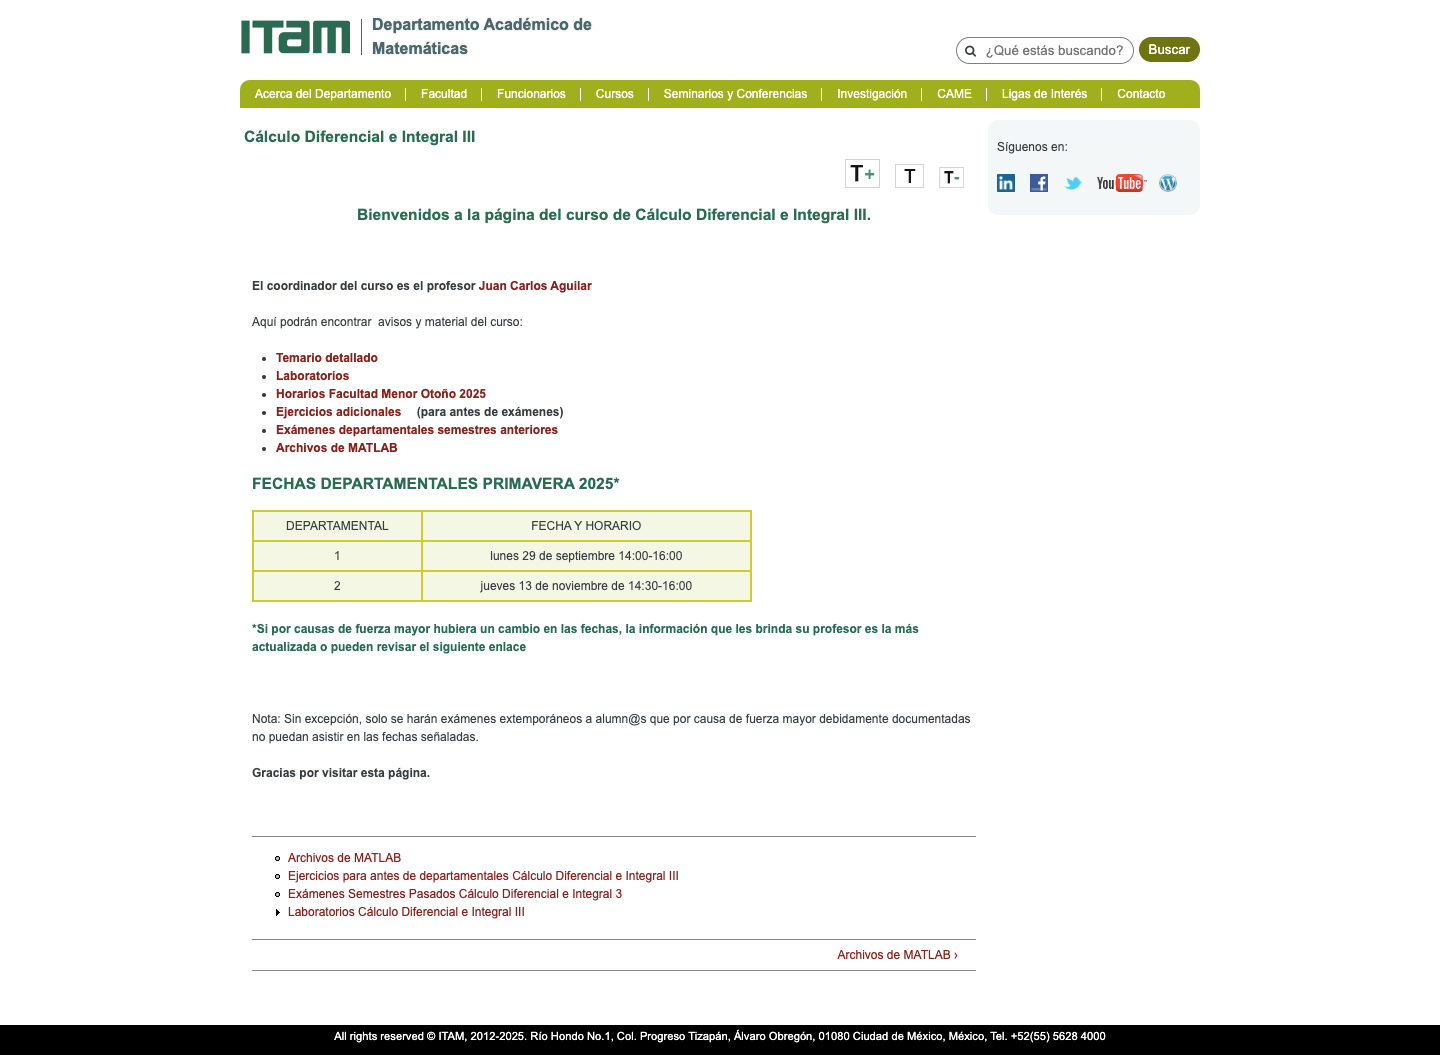 ITAM
Departamento Académico de
Matemáticas
¿Qué estás buscando?
Buscar
Acerca del Departamento
Facultad
Funcionarios
Cursos
Seminarios y Conferencias
Investigación
CAME
Ligas de Interés
Contacto
Cálculo Diferencial e Integral III
Síguenos en:
T+
T
T-
in
f
YouTube
W
Bienvenidos a la página del curso de Cálculo Diferencial e Integral III.
El coordinador del curso es el profesor Juan Carlos Aguilar
Aquí podrán encontrar avisos y material del curso:
Temario detallado
Laboratorios
Horarios Facultad Menor Otoño 2025
Ejercicios adicionales (para antes de exámenes)
Exámenes departamentales semestres anteriores
Archivos de MATLAB
FECHAS DEPARTAMENTALES PRIMAVERA 2025*
DEPARTAMENTAL FECHA Y HORARIO
1 lunes 29 de septiembre 14:00-16:00
2 jueves 13 de noviembre de 14:30-16:00
*Si por causas de fuerza mayor hubiera un cambio en las fechas, la información que les brinda su profesor es la más
actualizada o pueden revisar el siguiente enlace
Nota: Sin excepción, solo se harán exámenes extemporáneos a alumn@s que por causa de fuerza mayor debidamente documentadas
no puedan asistir en las fechas señaladas.
Gracias por visitar esta página.
Archivos de MATLAB
Ejercicios para antes de departamentales Cálculo Diferencial e Integral III
Exámenes Semestres Pasados Cálculo Diferencial e Integral 3
Laboratorios Cálculo Diferencial e Integral III
Archivos de MATLAB ›
All rights reserved © ITAM, 2012-2025. Río Hondo No.1, Col. Progreso Tizapán, Álvaro Obregón, 01080 Ciudad de México, México, Tel. +52(55) 5628 4000